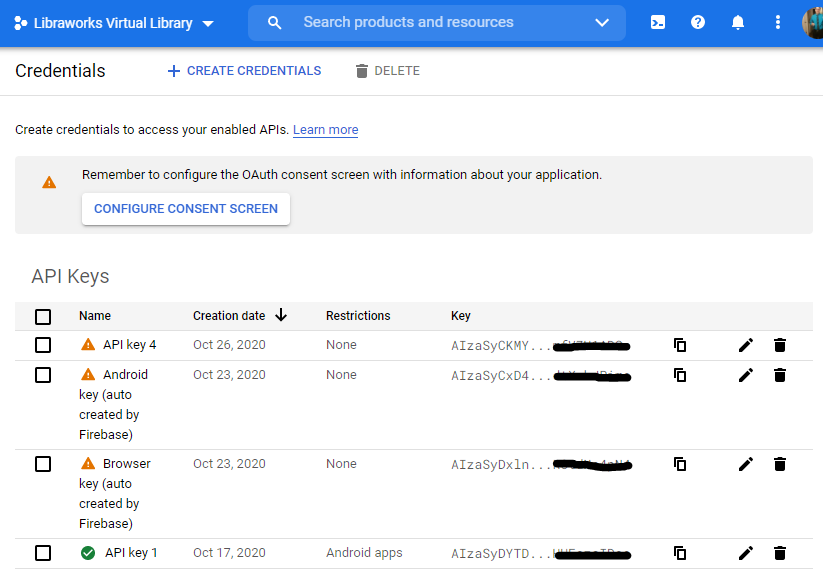 Libraworks Virtual Library
Search products and resources
Credentials
CREATE CREDENTIALS
DELETE
Create credentials to access your enabled APIs. Learn more
Remember to configure the OAuth consent screen with information about your application.
CONFIGURE CONSENT SCREEN
API Keys
Name Creation date Restrictions Key
API key 4 Oct 26, 2020 None AIzaSyCKMY...
Android Oct 23, 2020 None AIzaSyCxD4...
key (auto
created by
Firebase)
Browser Oct 23, 2020 None AIzaSyDxln...
key (auto
created by
Firebase)
API key 1 Oct 17, 2020 Android apps AIzaSyDYTD...